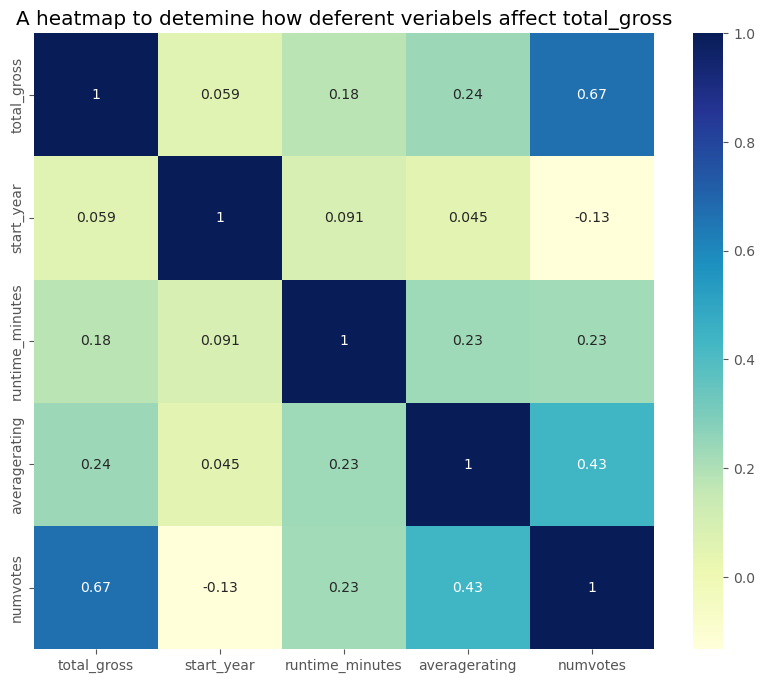 A heatmap to detemine how deferent veriabels affect total_gross
total_gross 1 0.059 0.18 0.24 0.67
start_year 0.059 1 0.091 0.045 -0.13
runtime_minutes 0.18 0.091 1 0.23 0.23
averagerating 0.24 0.045 0.23 1 0.43
numvotes 0.67 -0.13 0.23 0.43 1
total_gross start_year runtime_minutes averagerating numvotes
1.0
0.8
0.6
0.4
0.2
0.0